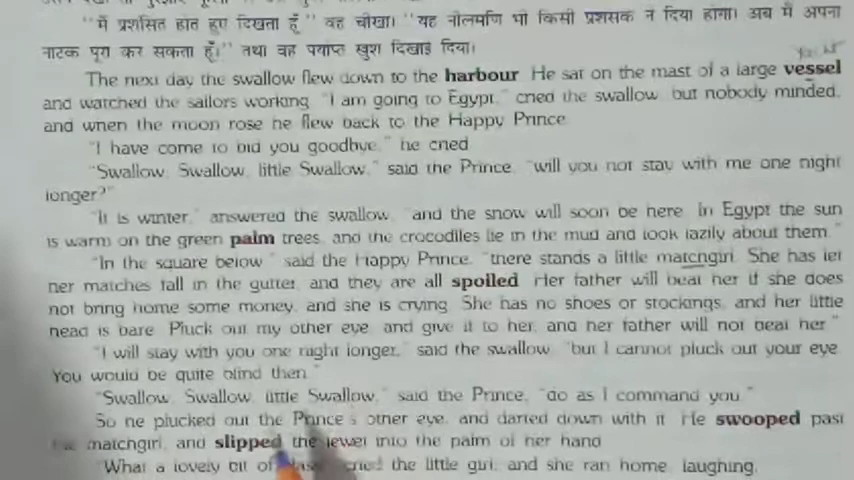 "मैं प्रशंसित होते हुए दिखता हूँ" वह चीखा। "यह नीलमणि भी किसी प्रशंसक ने दिया होगा। अब मैं अपना
नाटक पूरा कर सकता हूँ।" तथा वह पर्याप्त खुश दिखाई दिया।
The next day the swallow flew down to the harbour He sat on the mast of a large vessel
and watched the sailors working "I am going to Egypt," cried the swallow, but nobody minded,
and when the moon rose he flew back to the Happy Prince
"I have come to bid you goodbye," he cried
"Swallow, Swallow, little Swallow," said the Prince, "will you not stay with me one night
longer?"
"It is winter," answered the swallow, "and the snow will soon be here. In Egypt the sun
is warm on the green palm trees, and the crocodiles lie in the mud and look lazily about them."
"In the square below," said the Happy Prince, "there stands a little matchgirl. She has let
her matches fall in the gutter, and they are all spoiled Her father will beat her if she does
not bring home some money, and she is crying. She has no shoes or stockings, and her little
head is bare Pluck out my other eye, and give it to her, and her father will not beat her."
"I will stay with you one night longer," said the swallow, "but I cannot pluck out your eye
You would be quite blind then."
"Swallow, Swallow, little Swallow," said the Prince, "do as I command you."
So he plucked out the Prince's other eye, and darted down with it. He swooped past
the matchgirl, and slipped the jewel into the palm of her hand
"What a lovely bit of cried the little girl, and she ran home, laughing.